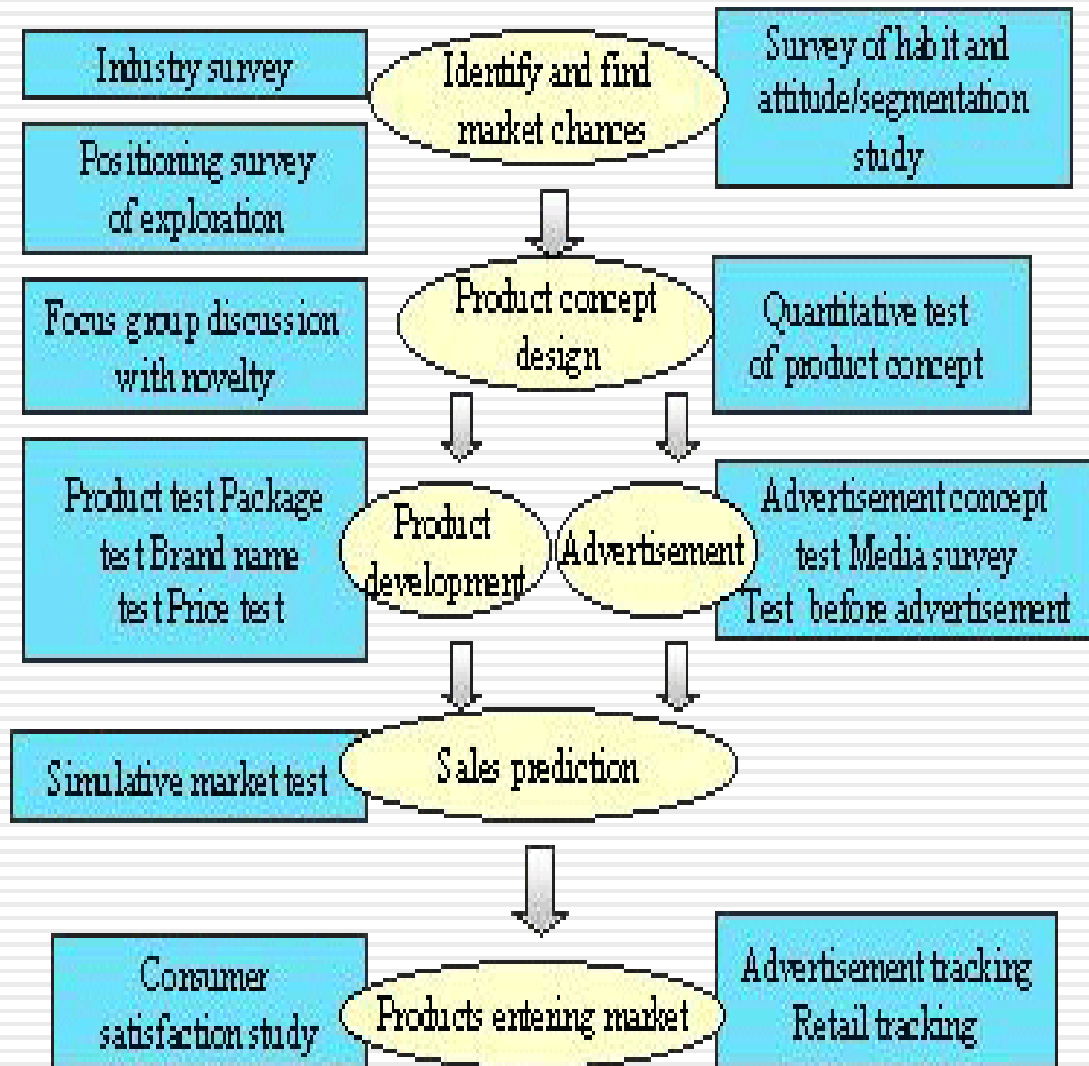 Industry survey
Identify and find
market chances
Survey of habit and
attitude/segmentation
study
Positioning survey
of exploration
Focus group discussion
with novelty
Product concept
design
Quantitative test
of product concept
Product test Package
test Brand name
test Price test
Product
development
Advertisement
Advertisement concept
test Media survey
Test before advertisement
Simulative market test
Sales prediction
Consumer
satisfaction study
Products entering market
Advertisement tracking
Retail tracking